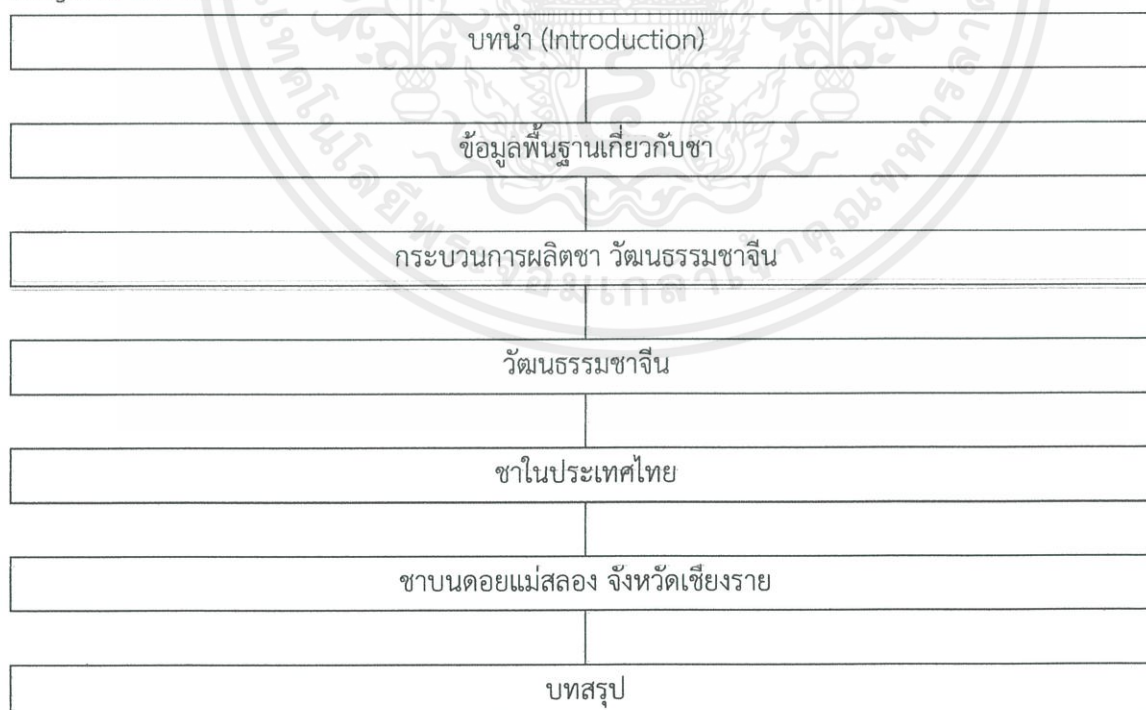 บทนำ (Introduction)
ข้อมูลพื้นฐานเกี่ยวกับชา
กระบวนการผลิตชา วัฒนธรรมชาจีน
วัฒนธรรมชาจีน
ชาในประเทศไทย
ชาบนดอยแม่สลอง จังหวัดเชียงราย
บทสรุป